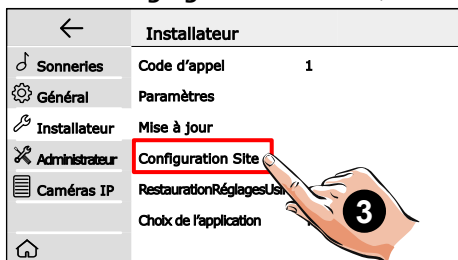 Installateur
Sonneries
Code d'appel 1
Général
Paramètres
Installateur
Mise à jour
Administrateur
Configuration Site
Caméras IP
RestaurationRéglagesUsi
Choix de l'application
3